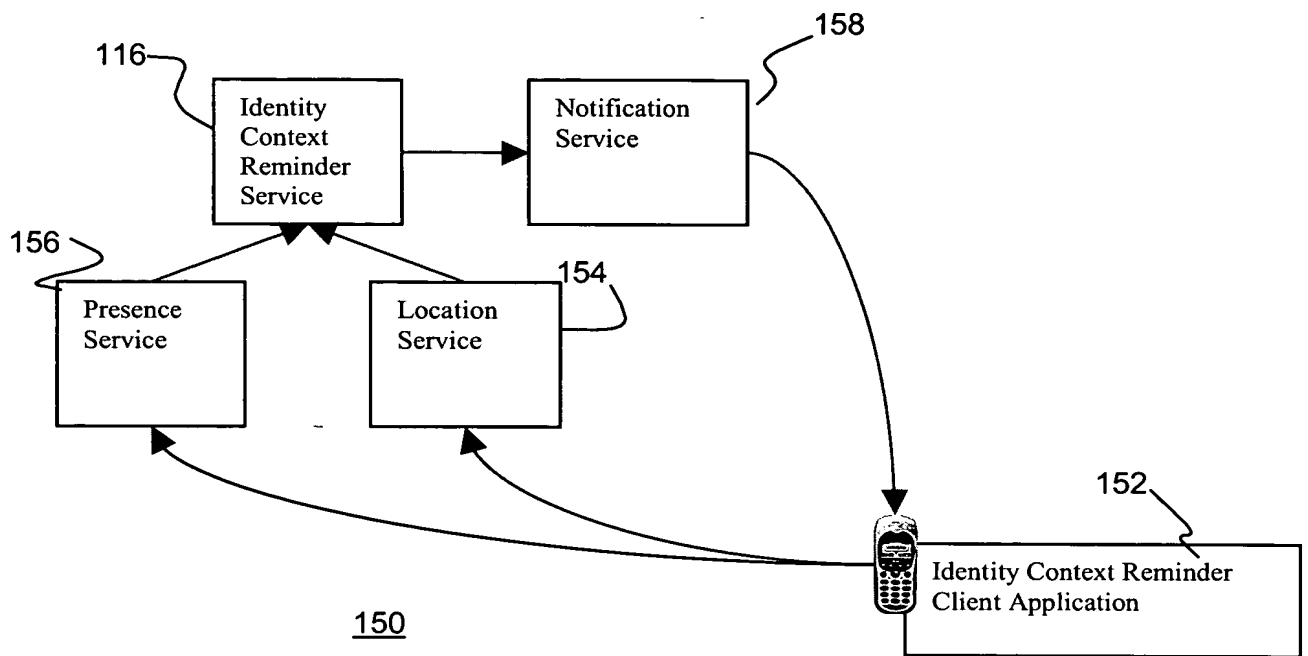 158
116
Identity
Context
Reminder
Service
Notification
Service
156
154
Presence
Service
Location
Service
152
Identity Context Reminder
Client Application
150